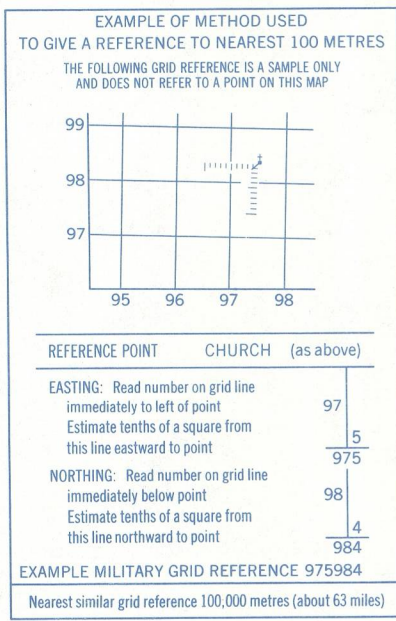 EXAMPLE OF METHOD USED
TO GIVE A REFERENCE TO NEAREST 100 METRES
THE FOLLOWING GRID REFERENCE IS A SAMPLE ONLY
AND DOES NOT REFER TO A POINT ON THIS MAP
99
98
97
95 96 97 98
REFERENCE POINT CHURCH (as above)
EASTING: Read number on grid line
immediately to left of point 97
Estimate tenths of a square from
this line eastward to point 5
975
NORTHING: Read number on grid line
immediately below point 98
Estimate tenths of a square from
this line northward to point 4
984
EXAMPLE MILITARY GRID REFERENCE 975984
Nearest similar grid reference 100,000 metres (about 63 miles)